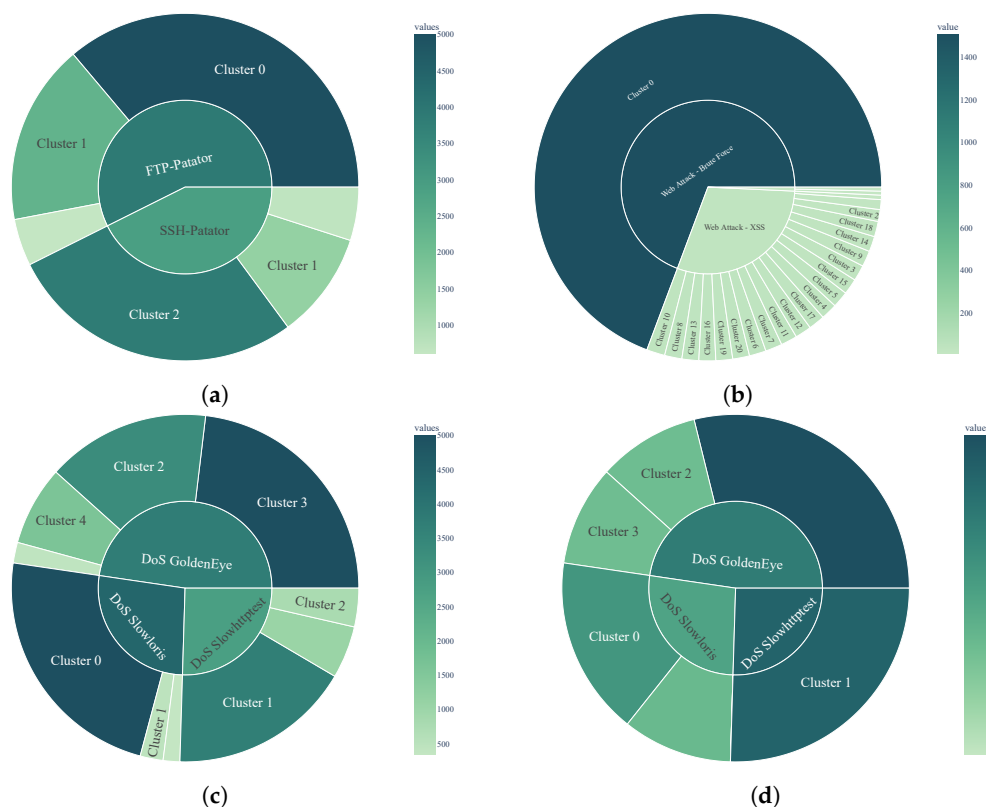 values
5000
4500
4000
3500
3000
2500
2000
1500
1000
Cluster 0
Cluster 1
FTP-Patator
SSH-Patator
Cluster 1
Cluster 2
(a)
values
1400
1200
1000
800
600
400
200
Cluster 0
Web Attack - Brute Force
Web Attack - XSS
Cluster 2
Cluster 18
Cluster 14
Cluster 9
Cluster 3
Cluster 15
Cluster 5
Cluster 4
Cluster 17
Cluster 12
Cluster 11
Cluster 7
Cluster 6
Cluster 20
Cluster 19
Cluster 16
Cluster 13
Cluster 8
Cluster 10
(b)
values
5000
4500
4000
3500
3000
2500
2000
1500
1000
500
Cluster 2
Cluster 3
Cluster 4
DoS GoldenEye
DoS Slowloris
DoS Slowhttptest
Cluster 2
Cluster 0
Cluster 1
Cluster 1
(c)
values
Cluster 2
Cluster 3
DoS GoldenEye
DoS Slowloris
DoS Slowhttptest
Cluster 0
Cluster 1
(d)